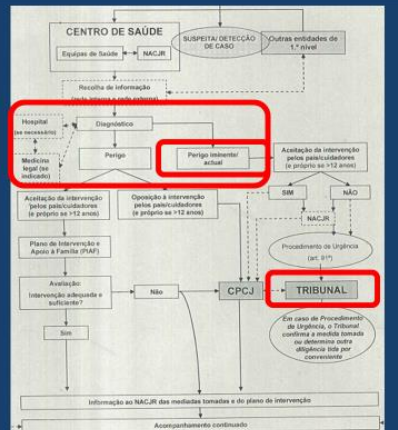 CENTRO DE SAÚDE
Equipas de Saúde
NACJR
SUSPEITA/ DETECÇÃO
DE CASO
Outras entidades de
1.º nível
Recolha de informação
(rede interna e rede externa)
Hospital
(se necessário)
Diagnóstico
Medicina
legal (se
indicado)
Perigo
Perigo iminente/
actual
Aceitação da intervenção
pelos pais/cuidadores
(e próprio se >12 anos)
SIM
NÃO
NACJR
Aceitação da intervenção
pelos pais/cuidadores
(e próprio se >12 anos)
Oposição à intervenção
pelos pais/cuidadores
(e próprio se >12 anos)
Procedimento de Urgência
(art. 91º)
Plano de Intervenção e
Apoio à Família (PIAF)
Avaliação:
Intervenção adequada e
suficiente?
Não
CPCJ
TRIBUNAL
Sim
Em caso de Procedimento
de Urgência, o Tribunal
confirma a medida tomada
ou determina outra
diligência tida por
conveniente
Informação ao NACJR das mediadas tomadas e do plano de intervenção
Acompanhamento continuado